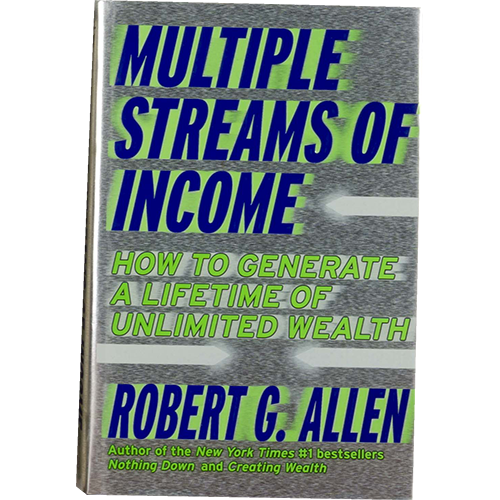 MULTIPLE
STREAMS OF
INCOME
HOW TO GENERATE
A LIFETIME OF
UNLIMITED WEALTH
ROBERT G. ALLEN
Author of the New York Times #1 bestsellers
Nothing Down and Creating Wealth